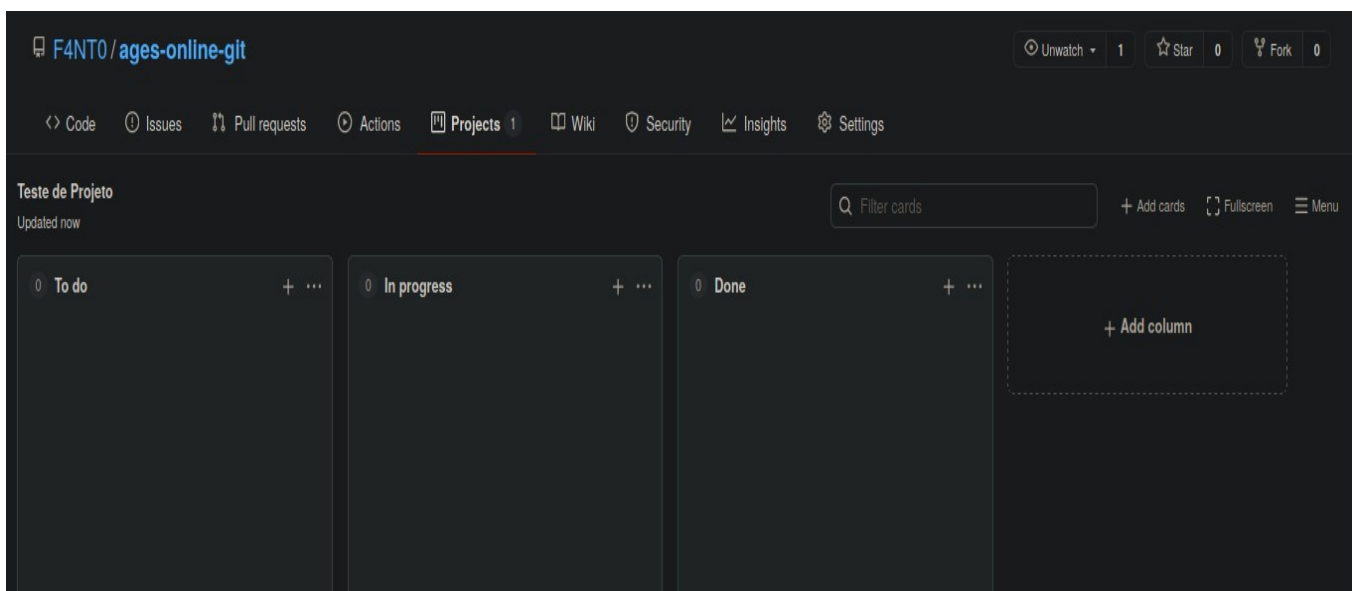 F4NT0/ages-online-git
Unwatch 1 Star 0 Fork 0
Code Issues Pull requests Actions Projects 1 Wiki Security Insights Settings
Teste de Projeto
Updated now
Filter cards
+ Add cards Fullscreen Menu
0 To do + ...
0 In progress + ...
0 Done + ...
+ Add column